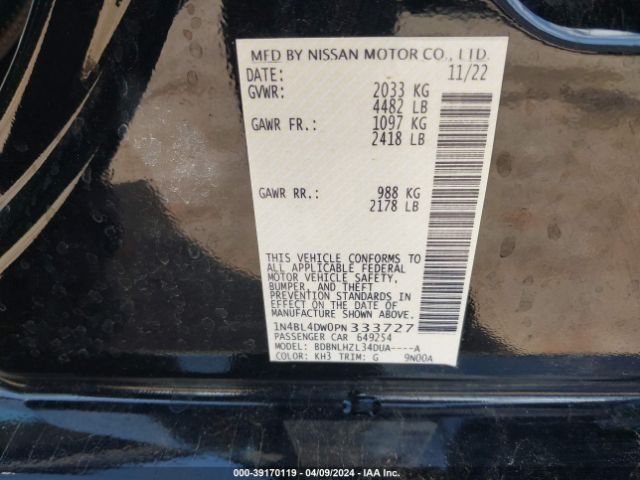 MFD BY NISSAN MOTOR CO., LTD.
DATE: 11/22
GVWR: 2033 KG
4482 LB
GAWR FR.: 1097 KG
2418 LB
GAWR RR.: 988 KG
2178 LB
THIS VEHICLE CONFORMS TO
ALL APPLICABLE FEDERAL
MOTOR VEHICLE SAFETY,
BUMPER, AND THEFT
PREVENTION STANDARDS IN
EFFECT ON THE DATE OF
MANUFACTURE SHOWN ABOVE.
1N4BL4DW0PN333727
PASSENGER CAR 649254
MODEL: BDBNLHZL34DUA----A
COLOR: KH3 TRIM: G 9N00A
000-39170119 - 04/09/2024 - IAA Inc.